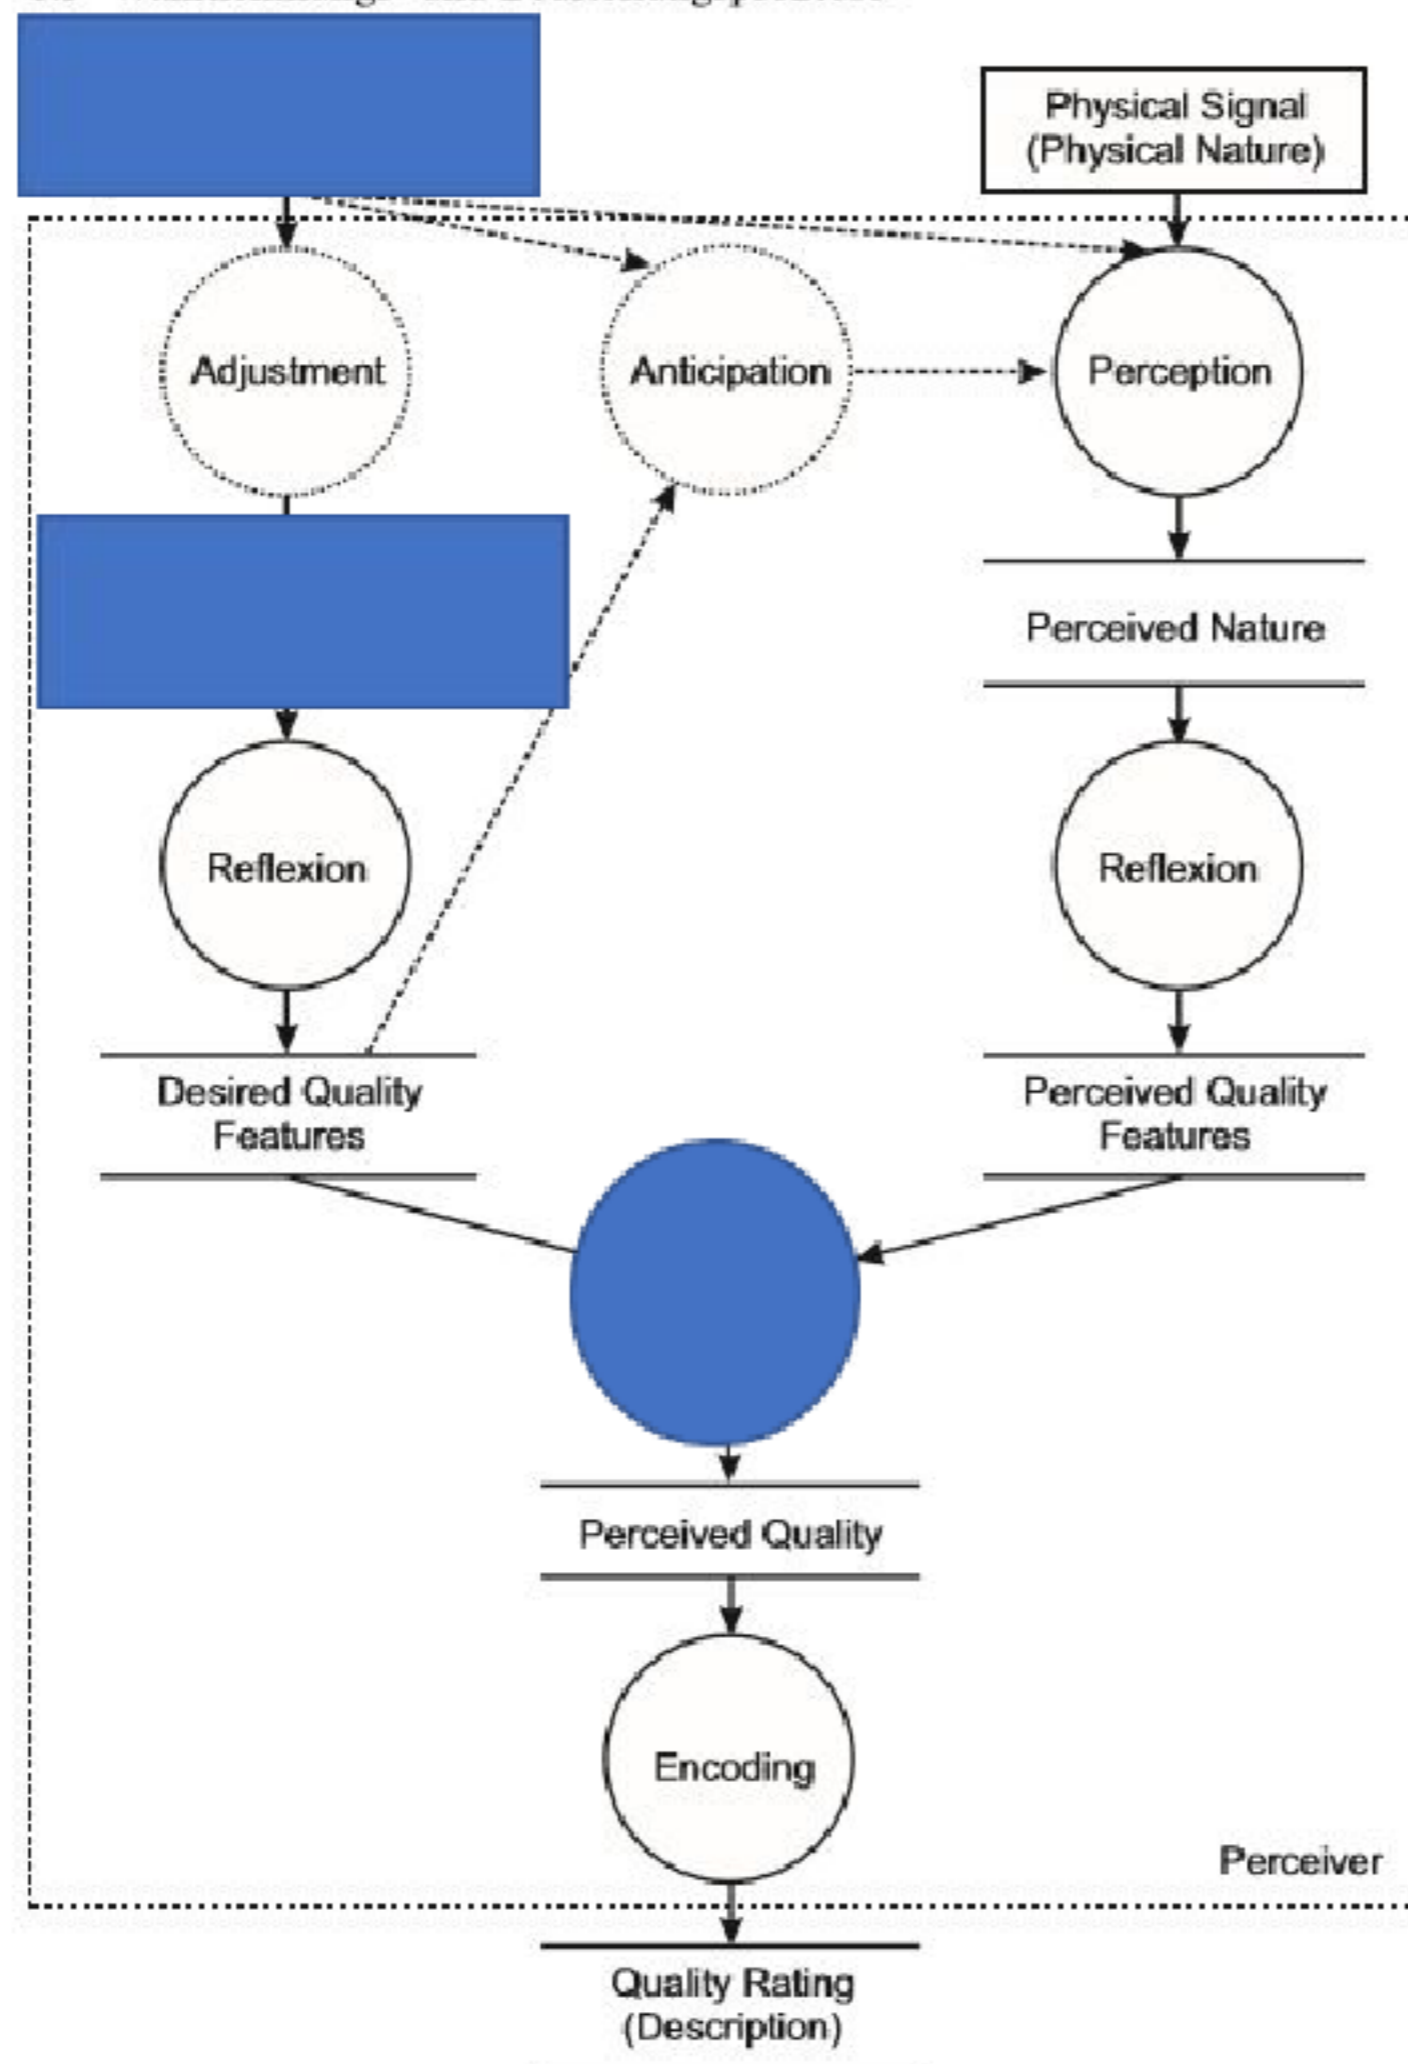 Physical Signal
(Physical Nature)
Adjustment
Anticipation
Perception
Perceived Nature
Reflexion
Reflexion
Desired Quality
Features
Perceived Quality
Features
Perceived Quality
Encoding
Perceiver
Quality Rating
(Description)